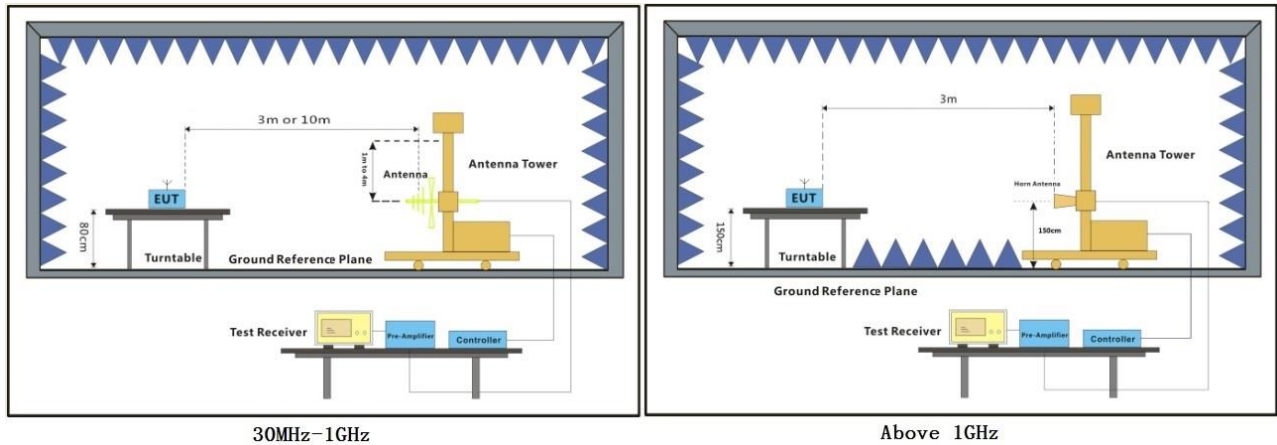 3m or 10m
1m to 4m
Antenna
Antenna Tower
EUT
80cm
Turntable
Ground Reference Plane
Test Receiver
Pre-Amplifier
Controller
30MHz-1GHz
3m
Antenna Tower
Horn Antenna
EUT
150cm
150cm
Turntable
Ground Reference Plane
Test Receiver
Pre-Amplifier
Controller
Above 1GHz